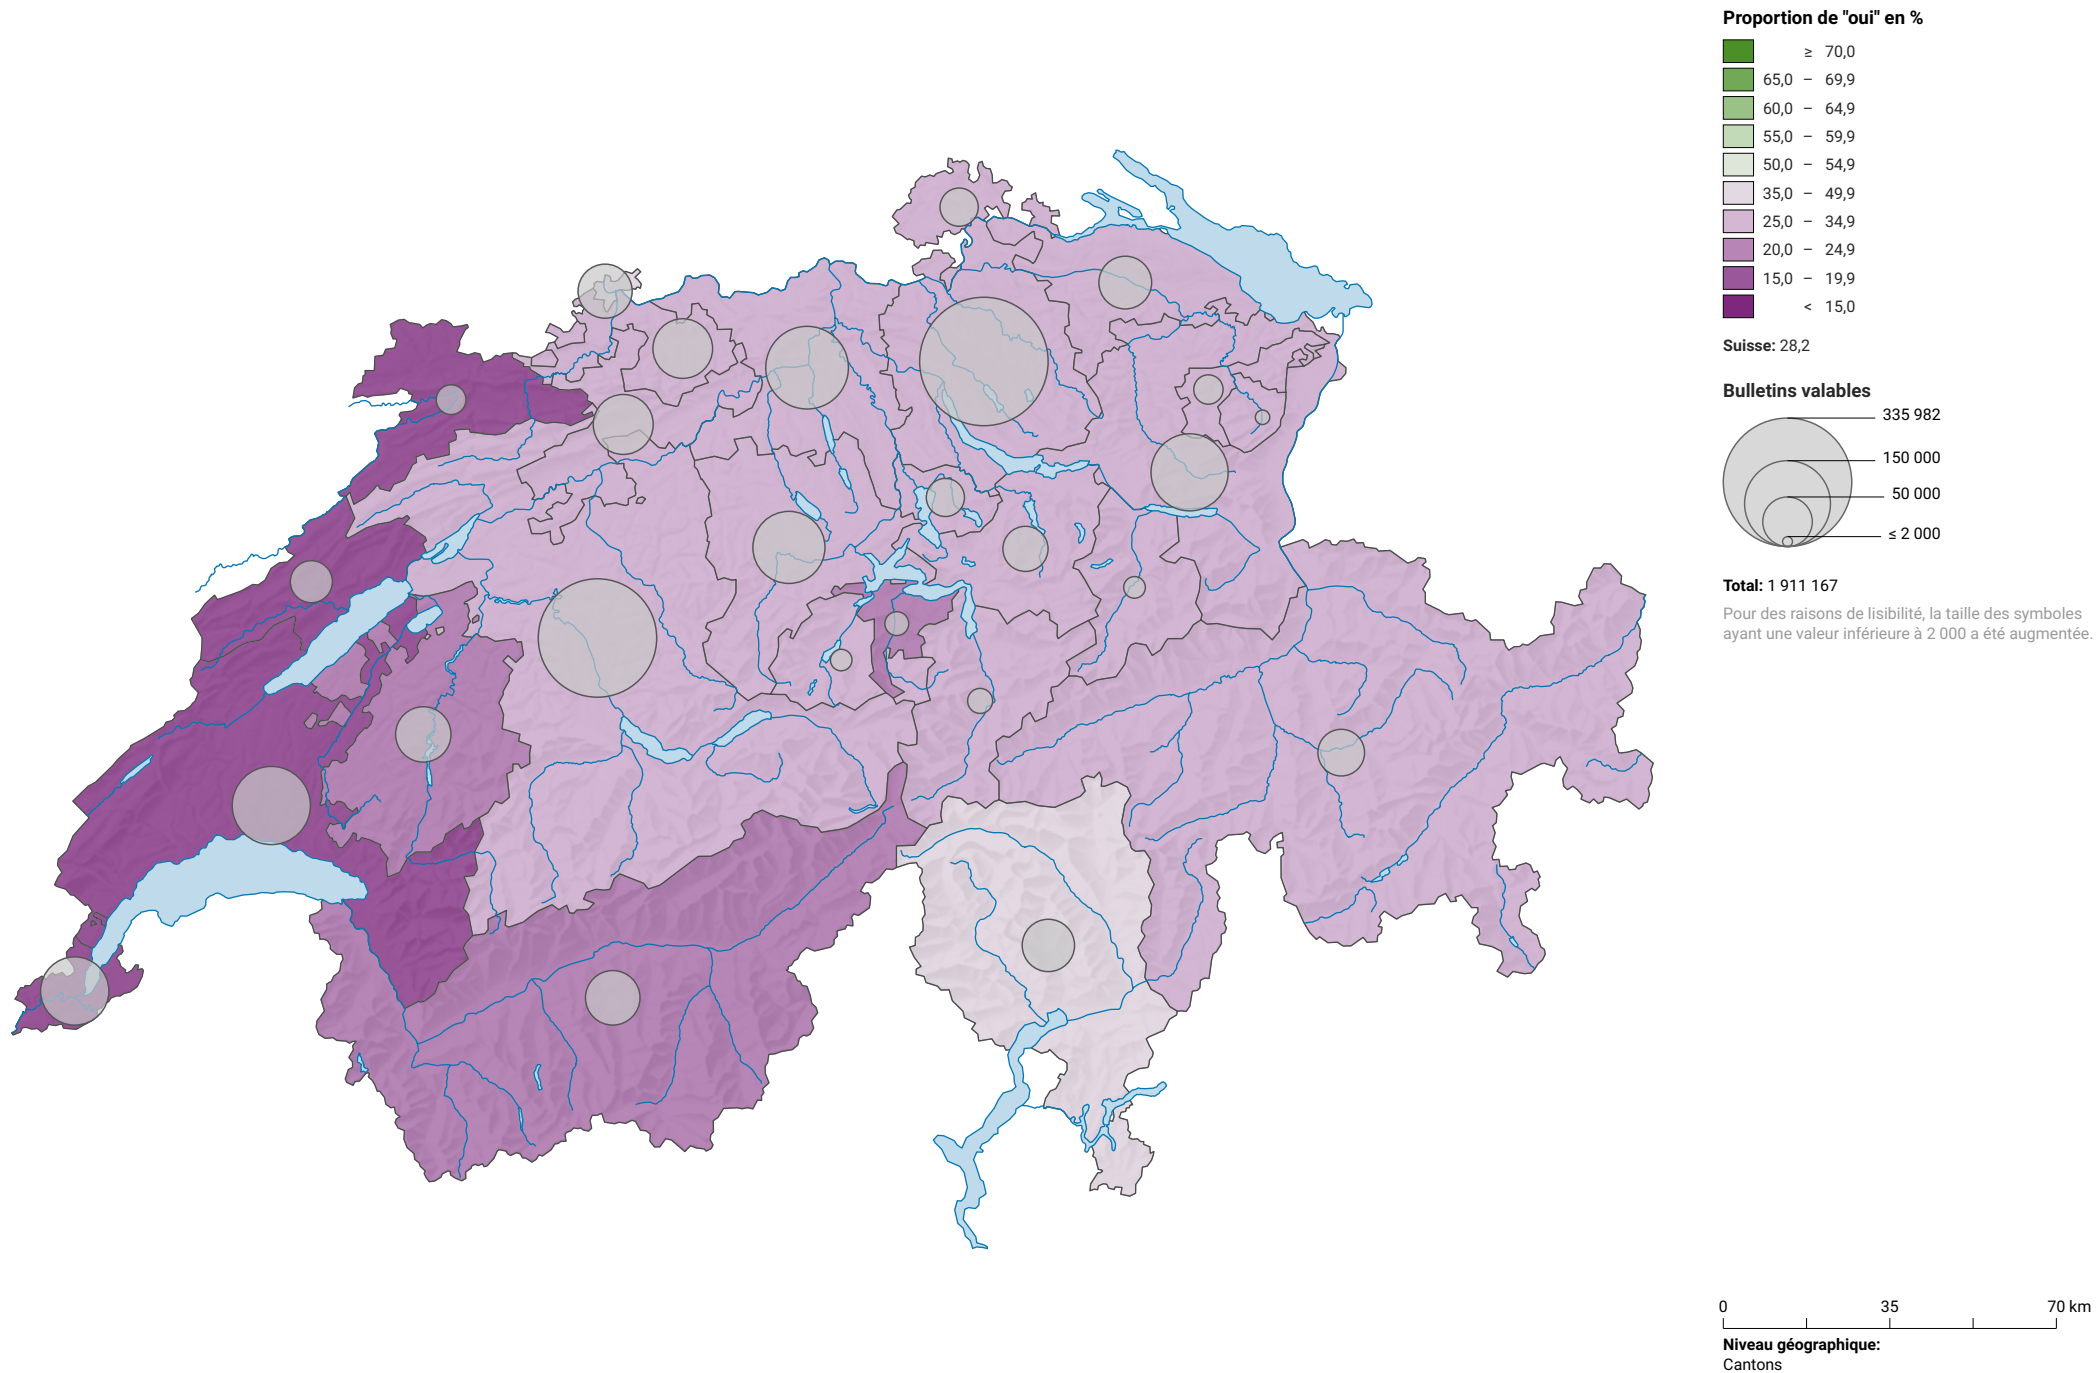 Proportion de "oui" en %
≥ 70,0
65,0 – 69,9
60,0 – 64,9
55,0 – 59,9
50,0 – 54,9
35,0 – 49,9
25,0 – 34,9
20,0 – 24,9
15,0 – 19,9
< 15,0
Suisse: 28,2
Bulletins valables
335 982
150 000
50 000
≤ 2 000
Total: 1 911 167
Pour des raisons de lisibilité, la taille des symboles
ayant une valeur inférieure à 2 000 a été augmentée.
0 35 70 km
Niveau géographique:
Cantons